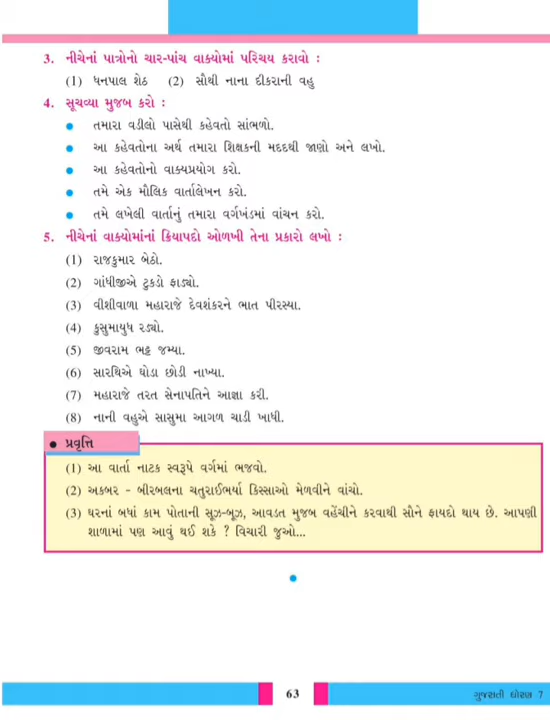 3. નીચેનાં પાત્રોનો ચાર-પાંચ વાક્યોમાં પરિચય કરાવો :
(1) ધનપાલ શેઠ (2) સૌથી નાના દીકરાની વહુ
4. સૂચવ્યા મુજબ કરો :
● તમારા વડીલો પાસેથી કહેવતો સાંભળો.
● આ કહેવતોના અર્થ તમારા શિક્ષકની મદદથી જાણો અને લખો.
● આ કહેવતોનો વાક્યપ્રયોગ કરો.
● તમે એક મૌલિક વાર્તાલેખન કરો.
● તમે લખેલી વાર્તાનું તમારા વર્ગખંડમાં વાંચન કરો.
5. નીચેનાં વાક્યોમાંનાં ક્રિયાપદો ઓળખી તેના પ્રકારો લખો :
(1) રાજકુમાર બેઠો.
(2) ગાંધીજીએ ટુકડો ફાડ્યો.
(3) વીશીવાળા મહારાજે દેવશંકરને ભાત પીરસ્યા.
(4) કુસુમાયુધ રડ્યો.
(5) જીવરામ ભટ્ટ જમ્યા.
(6) સારથિએ ઘોડા છોડી નાખ્યા.
(7) મહારાજે તરત સેનાપતિને આજ્ઞા કરી.
(8) નાની વહુએ સાસુમા આગળ ચાડી ખાધી.
● પ્રવૃત્તિ
(1) આ વાર્તા નાટક સ્વરૂપે વર્ગમાં ભજવો.
(2) અકબર - બીરબલના ચતુરાઈભર્યા કિસ્સાઓ મેળવીને વાંચો.
(3) ઘરનાં બધાં કામ પોતાની સૂઝ-બૂઝ, આવડત મુજબ વહેંચીને કરવાથી સૌને ફાયદો થાય છે. આપણી
શાળામાં પણ આવું થઈ શકે ? વિચારી જુઓ...
●
63
ગુજરાતી ધોરણ 7